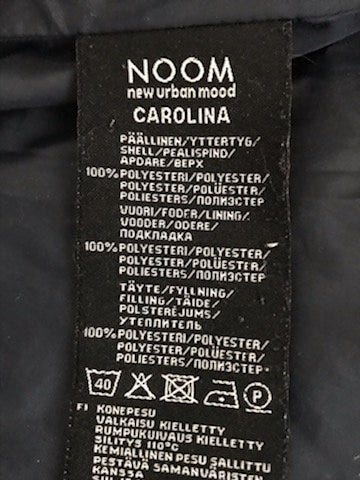 NOOM
new urban mood
CAROLINA
PÄÄLLINEN/YTTERTYG/
SHELL/PEALISPIND/
APDARE/ВЕРХ
100% POLYESTERI/POLYESTER/
POLYESTER/POLÜESTER/
POLIESTERS/ПОЛИЭСТЕР
VUORI/FODER/LINING/
VOODER/ODERE/
ПОДКЛАДКА
100% POLYESTERI/POLYESTER/
POLYESTER/POLÜESTER/
POLIESTERS/ПОЛИЭСТЕР
TÄYTE/FYLLNING/
FILLING/TÄIDE/
POLSTERĒJUMS/
УТЕПЛИТЕЛЬ
100% POLYESTERI/POLYESTER/
POLYESTER/POLÜESTER/
POLIESTERS/ПОЛИЭСТЕР
40 P
FI KONEPESU
VALKAISU KIELLETTY
RUMPUKUIVAUS KIELLETTY
SILITYS 110°C
KEMIALLINEN PESU SALLITTU
PESTÄVÄ SAMANVÄRISTEN
KANSSA